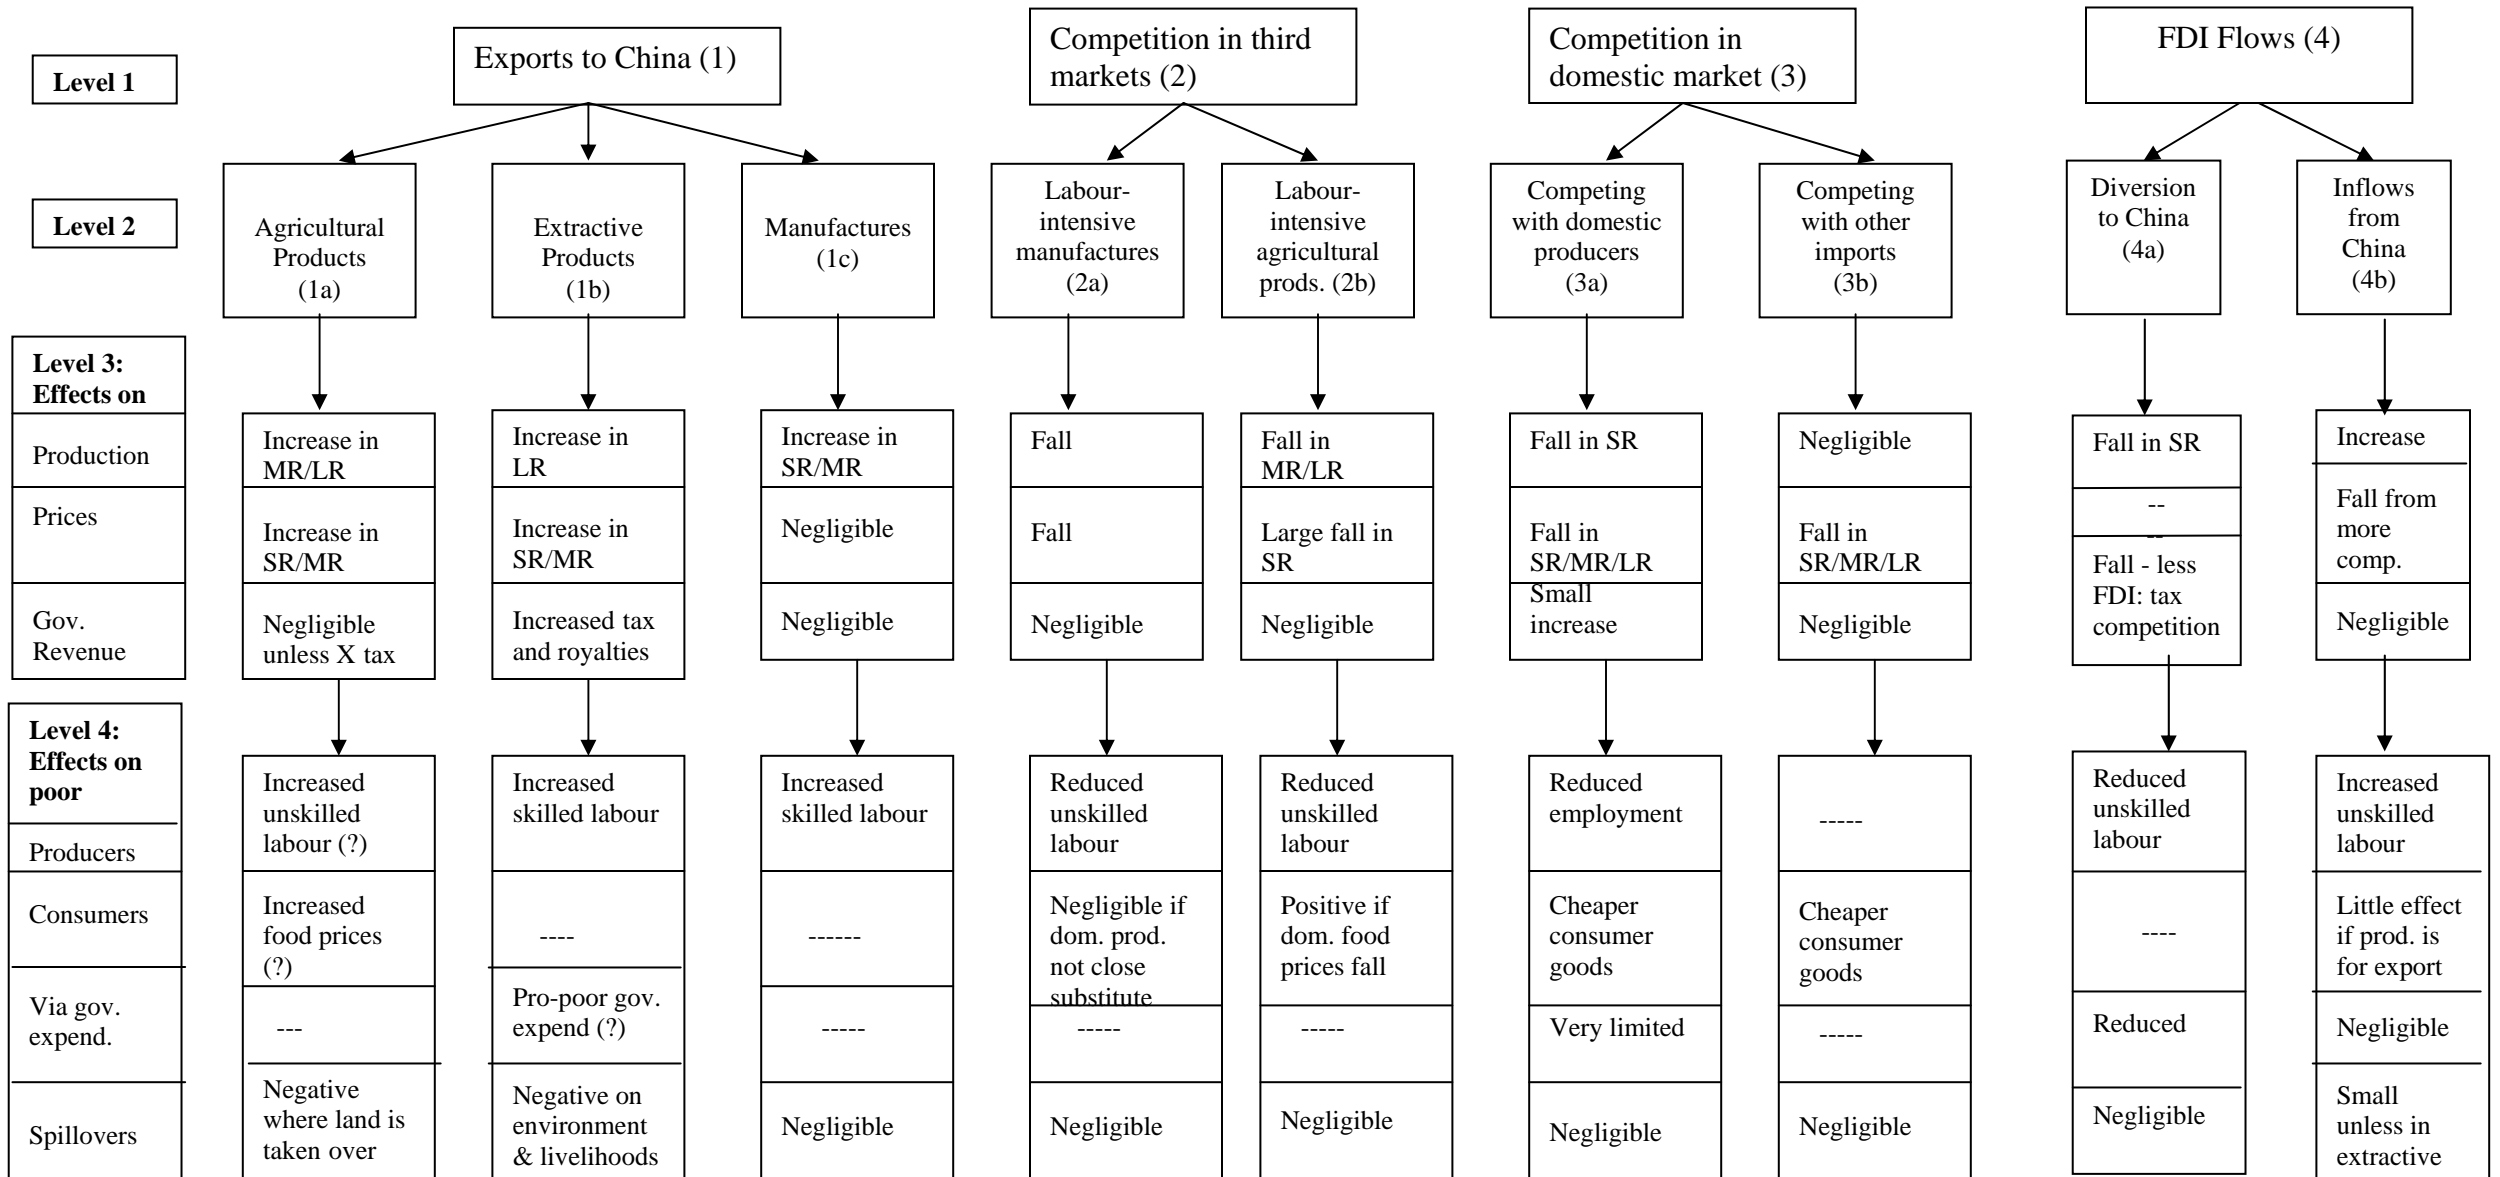 Level 1
Exports to China (1)
Competition in third
markets (2)
Competition in
domestic market (3)
FDI Flows (4)
Level 2
Agricultural
Products
(1a)
Extractive
Products
(1b)
Manufactures
(1c)
Labour-
intensive
manufactures
(2a)
Labour-
intensive
agricultural
prods. (2b)
Competing
with domestic
producers
(3a)
Competing
with other
imports
(3b)
Diversion
to China
(4a)
Inflows
from
China
(4b)
Level 3:
Effects on
Production
Increase in
MR/LR
Increase in
LR
Increase in
SR/MR
Fall
Fall in
MR/LR
Fall in SR
Negligible
Fall in SR
Increase
Prices
Increase in
SR/MR
Increase in
SR/MR
Negligible
Fall
Large fall in
SR
Fall in
SR/MR/LR
Fall in
SR/MR/LR
--
--
Fall from
more
comp.
Gov.
Revenue
Negligible
unless X tax
Increased tax
and royalties
Negligible
Negligible
Negligible
Small
increase
Negligible
Fall - less
FDI: tax
competition
Negligible
Level 4:
Effects on
poor
Producers
Increased
unskilled
labour (?)
Increased
skilled labour
Increased
skilled labour
Reduced
unskilled
labour
Reduced
unskilled
labour
Reduced
employment
-----
Reduced
unskilled
labour
Increased
unskilled
labour
Consumers
Increased
food prices
(?)
----
------
Negligible if
dom. prod.
not close
substitute
Positive if
dom. food
prices fall
Cheaper
consumer
goods
Cheaper
consumer
goods
----
Little effect
if prod. is
for export
Via gov.
expend.
---
Pro-poor gov.
expend (?)
-----
-----
-----
Very limited
-----
Reduced
Negligible
Spillovers
Negative
where land is
taken over
Negative on
environment
& livelihoods
Negligible
Negligible
Negligible
Negligible
Negligible
Negligible
Small
unless in
extractive